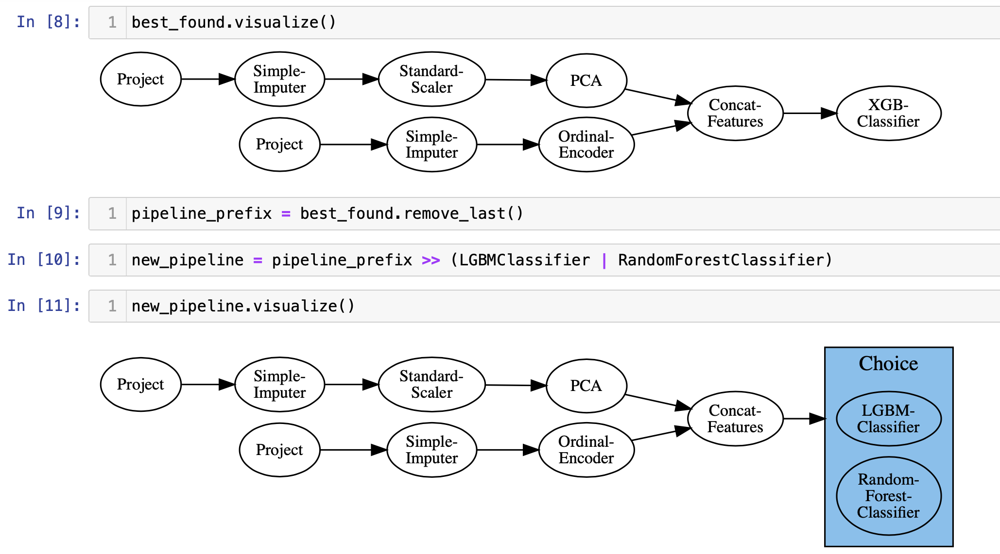 In [8]: 1 best_found.visualize()
Project
Simple-
Imputer
Standard-
Scaler
PCA
Project
Simple-
Imputer
Ordinal-
Encoder
Concat-
Features
XGB-
Classifier
In [9]: 1 pipeline_prefix = best_found.remove_last()
In [10]: 1 new_pipeline = pipeline_prefix >> (LGBMClassifier | RandomForestClassifier)
In [11]: 1 new_pipeline.visualize()
Project
Simple-
Imputer
Standard-
Scaler
PCA
Project
Simple-
Imputer
Ordinal-
Encoder
Concat-
Features
Choice
LGBM-
Classifier
Random-
Forest-
Classifier